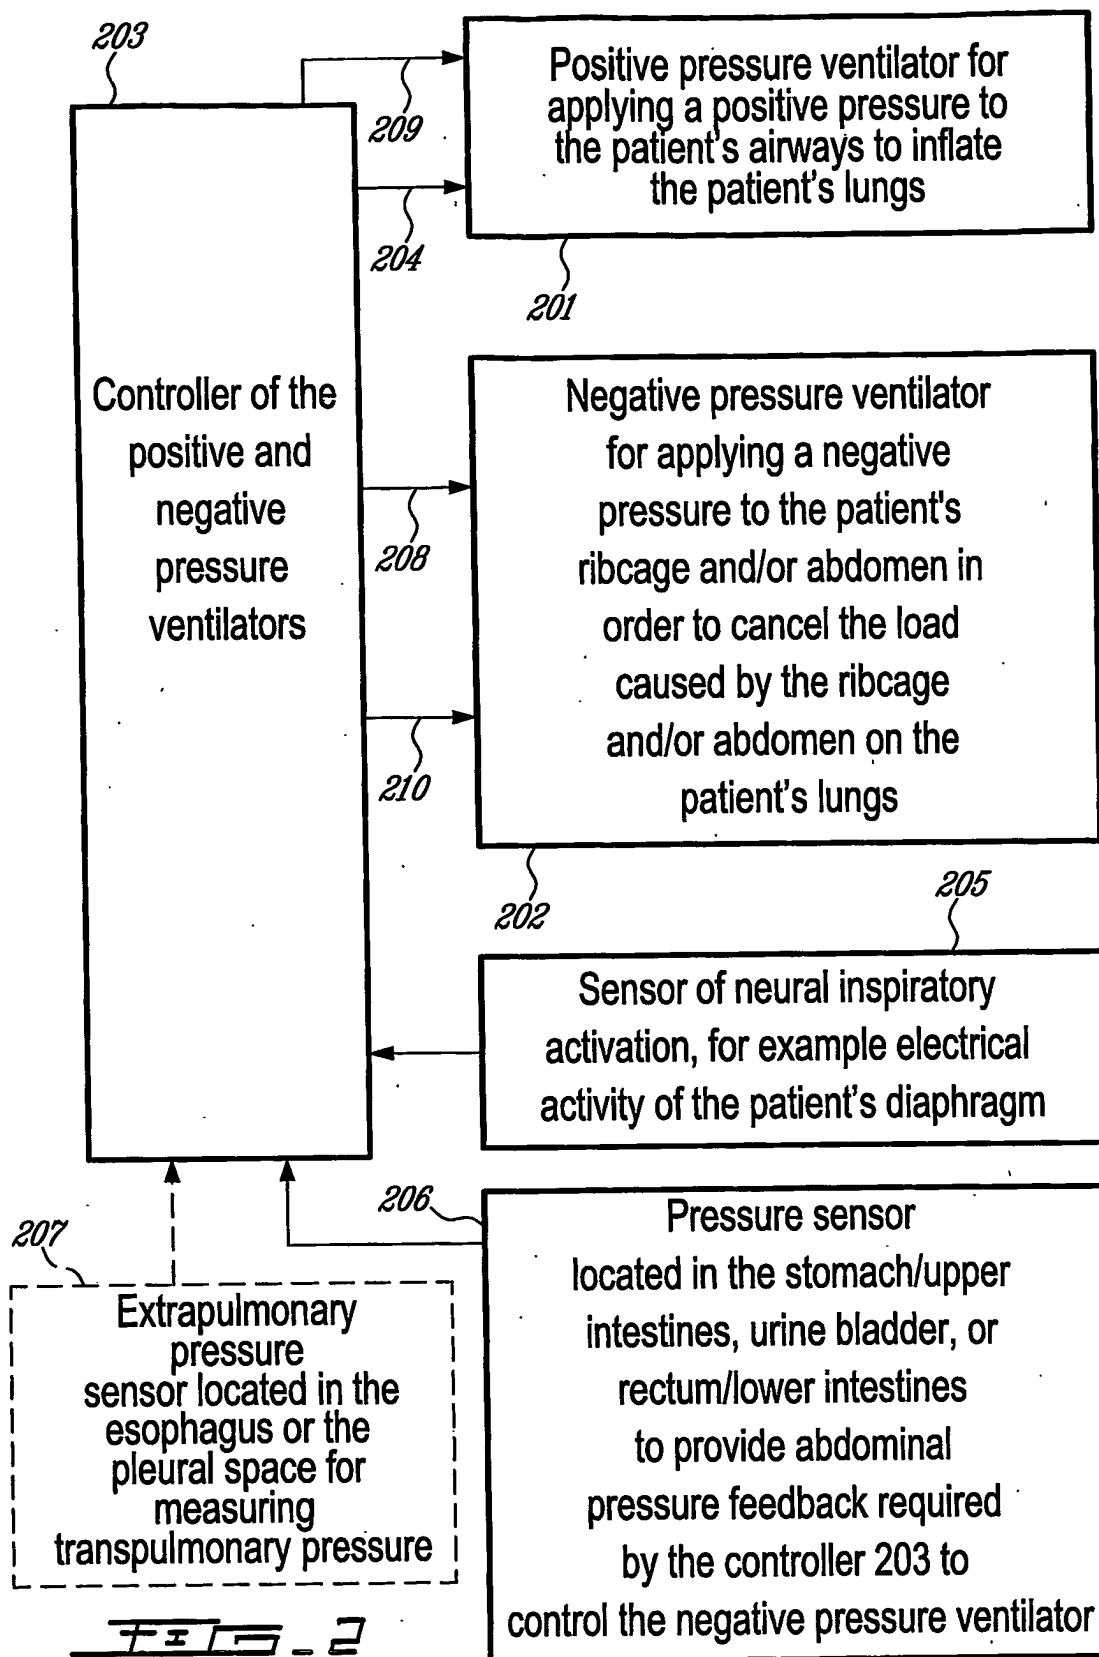 203
Positive pressure ventilator for
applying a positive pressure to
the patient's airways to inflate
the patient's lungs
209
204
201
Controller of the
positive and
negative
pressure
ventilators
Negative pressure ventilator
for applying a negative
pressure to the patient's
ribcage and/or abdomen in
order to cancel the load
caused by the ribcage
and/or abdomen on the
patient's lungs
208
210
202
205
Sensor of neural inspiratory
activation, for example electrical
activity of the patient's diaphragm
206
Pressure sensor
located in the stomach/upper
intestines, urine bladder, or
rectum/lower intestines
to provide abdominal
pressure feedback required
by the controller 203 to
control the negative pressure ventilator
207
Extrapulmonary
pressure
sensor located in the
esophagus or the
pleural space for
measuring
transpulmonary pressure
FIG. 2